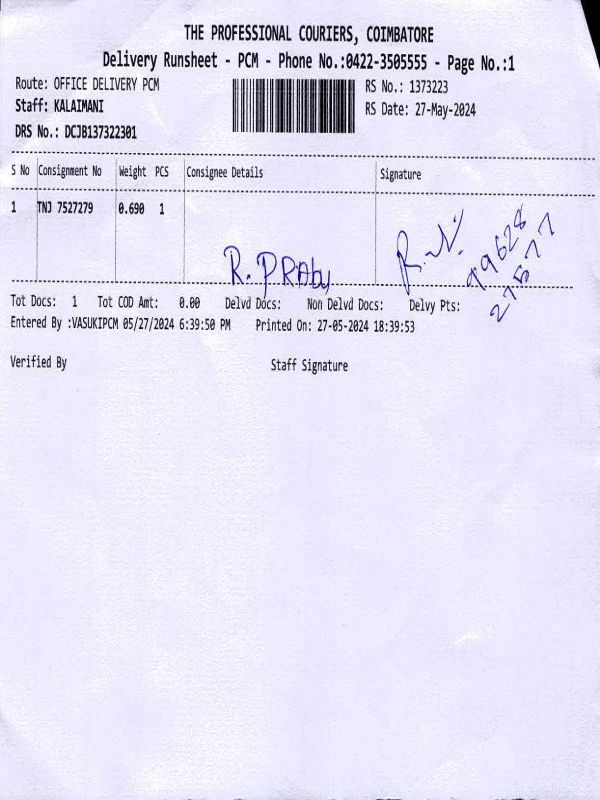 THE PROFESSIONAL COURIERS, COIMBATORE
Delivery Runsheet - PCM - Phone No.:0422-3505555 - Page No.:1
Route: OFFICE DELIVERY PCM
RS No.: 1373223
Staff: KALAIMANI
RS Date: 27-May-2024
DRS No.: DCJB137322301
S No Consignment No Weight PCS Consignee Details Signature
1 TNJ 7527279 0.690 1
R. PRAbu
99628
27577
Tot Docs: 1 Tot COD Amt: 0.00 Delvd Docs: Non Delvd Docs: Delvy Pts:
Entered By :VASUKIPCM 05/27/2024 6:39:50 PM Printed On: 27-05-2024 18:39:53
Verified By Staff Signature